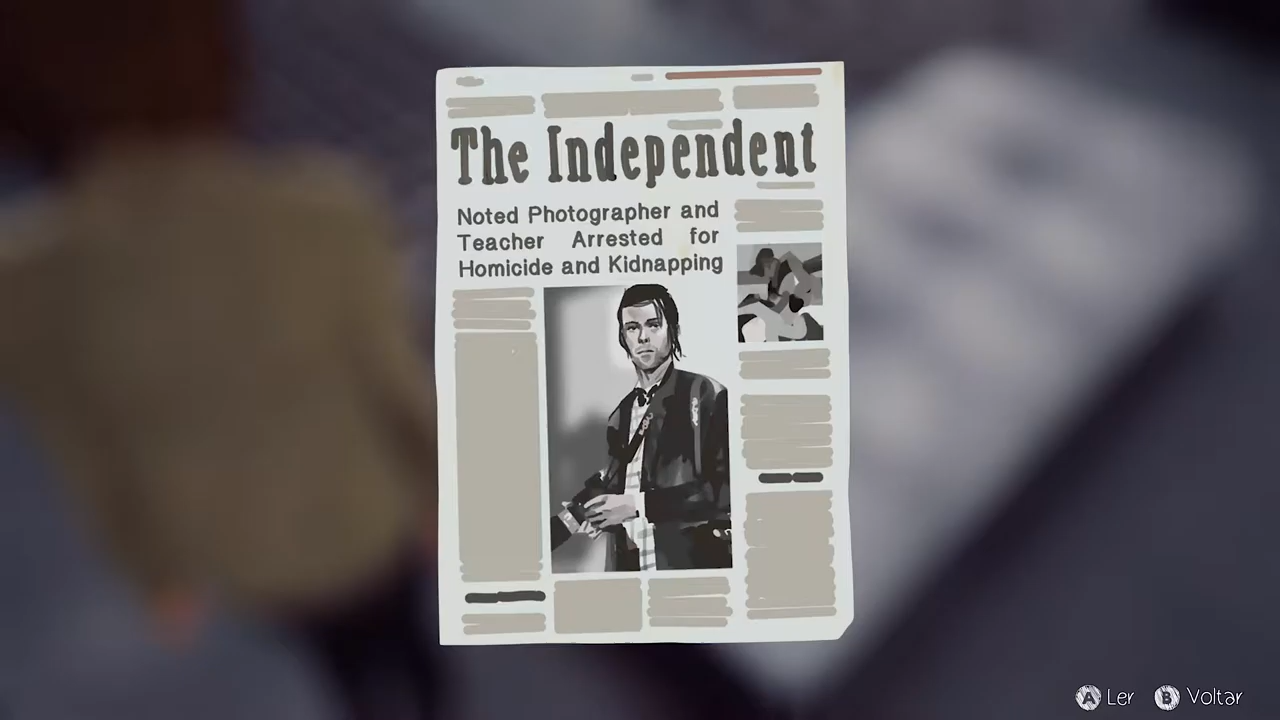 The Independent
Noted Photographer and
Teacher Arrested for
Homicide and Kidnapping
A Ler B Voltar